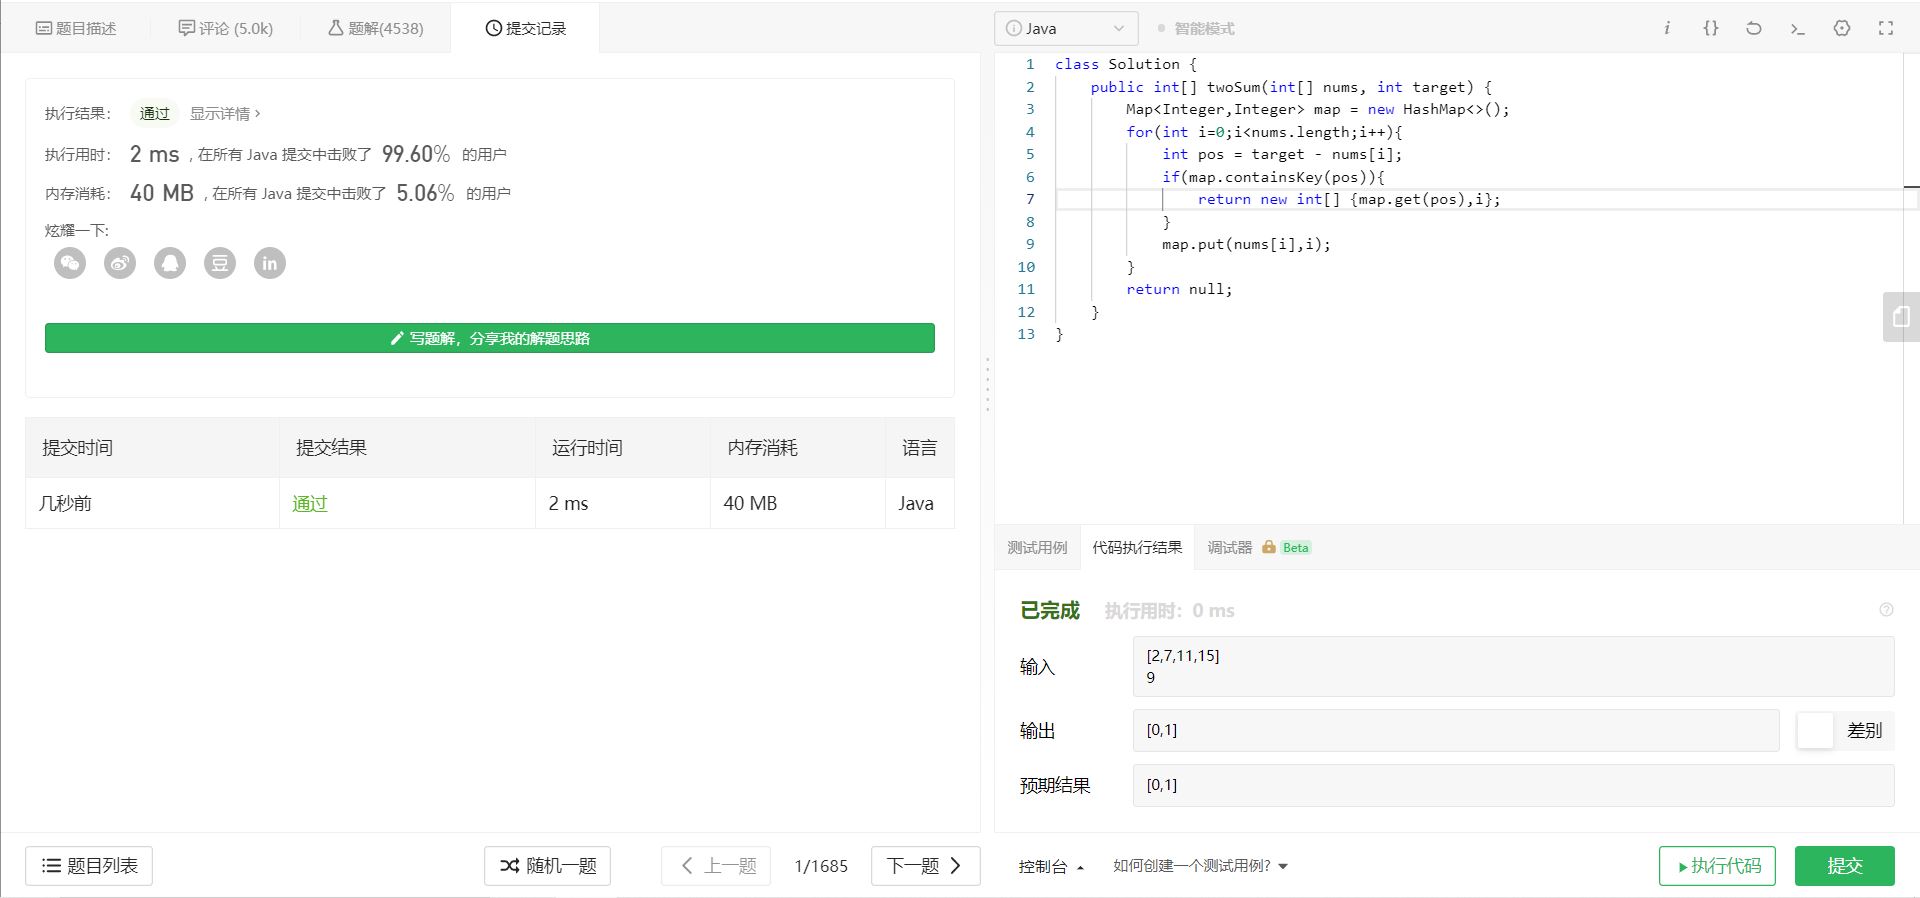 题目描述
评论 (5.0k)
题解(4538)
提交记录
执行结果：
通过
显示详情 >
执行用时：
2 ms , 在所有 Java 提交中击败了 99.60% 的用户
内存消耗：
40 MB , 在所有 Java 提交中击败了 5.06% 的用户
炫耀一下:
豆
in
写题解，分享我的解题思路
提交时间 提交结果 运行时间 内存消耗 语言
几秒前 通过 2 ms 40 MB Java
题目列表
随机一题
上一题
1/1685
下一题
Java
智能模式
i
{}
1 class Solution {
2 public int[] twoSum(int[] nums, int target) {
3 Map<Integer,Integer> map = new HashMap<>();
4 for(int i=0;i<nums.length;i++){
5 int pos = target - nums[i];
6 if(map.containsKey(pos)){
7 return new int[] {map.get(pos),i};
8 }
9 map.put(nums[i],i);
10 }
11 return null;
12 }
13 }
测试用例
代码执行结果
调试器
Beta
已完成
执行用时：0 ms
输入
[2,7,11,15]
9
输出
[0,1]
差别
预期结果
[0,1]
控制台
如何创建一个测试用例?
执行代码
提交